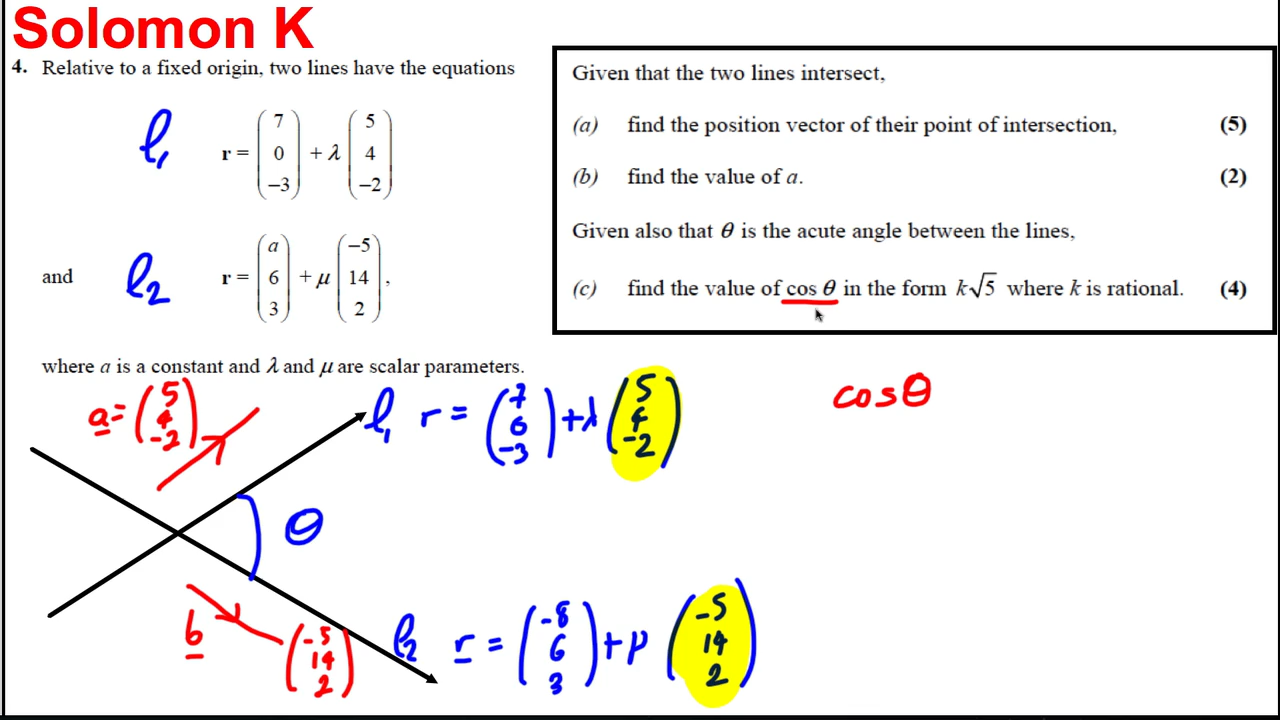 Solomon K
4. Relative to a fixed origin, two lines have the equations
l₁ r = (7 0 −3) + λ (5 4 −2)
and l₂ r = (a 6 3) + μ (−5 14 2),
where a is a constant and λ and μ are scalar parameters.
Given that the two lines intersect,
(a) find the position vector of their point of intersection, (5)
(b) find the value of a. (2)
Given also that θ is the acute angle between the lines,
(c) find the value of cos θ in the form k√5 where k is rational. (4)
a = (5 4 -2)
l₁ r = (7 6 -3) + λ (5 4 -2)
cosθ
θ
b (-5 14 2)
l₂ r = (-8 6 3) + μ (-5 14 2)